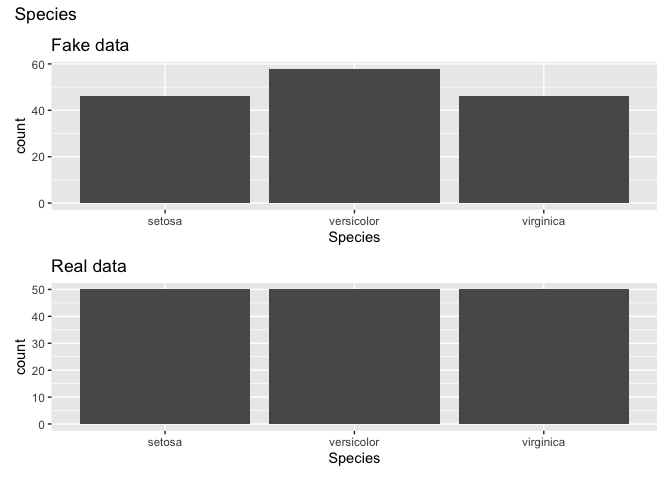 Species
Fake data
60
40
20
0
count
setosa versicolor virginica
Species
Real data
50
40
30
20
10
0
count
setosa versicolor virginica
Species